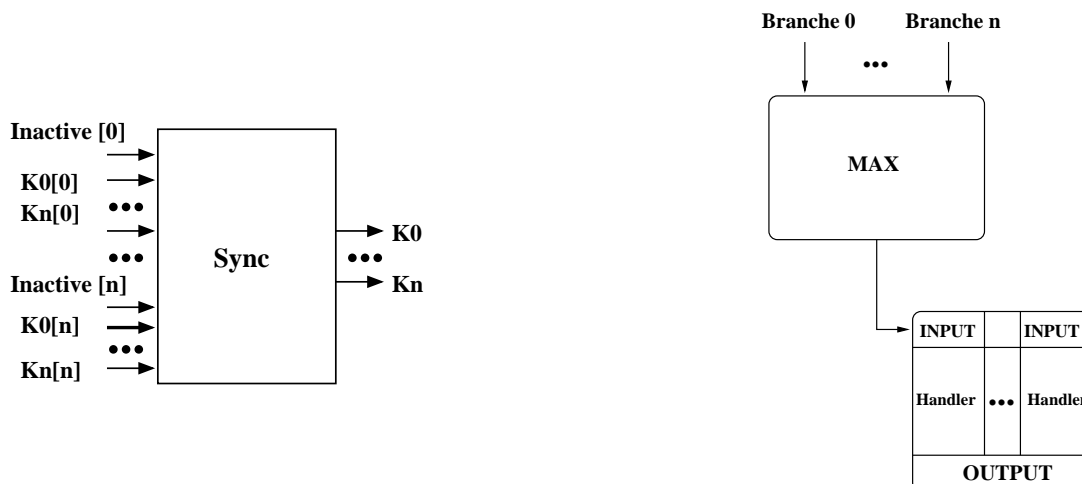 Inactive [0]
K0[0]
Kn[0]
Inactive [n]
K0[n]
Kn[n]
Sync
K0
Kn
Branche 0 Branche n
MAX
INPUT INPUT
Handler Handler
OUTPUT